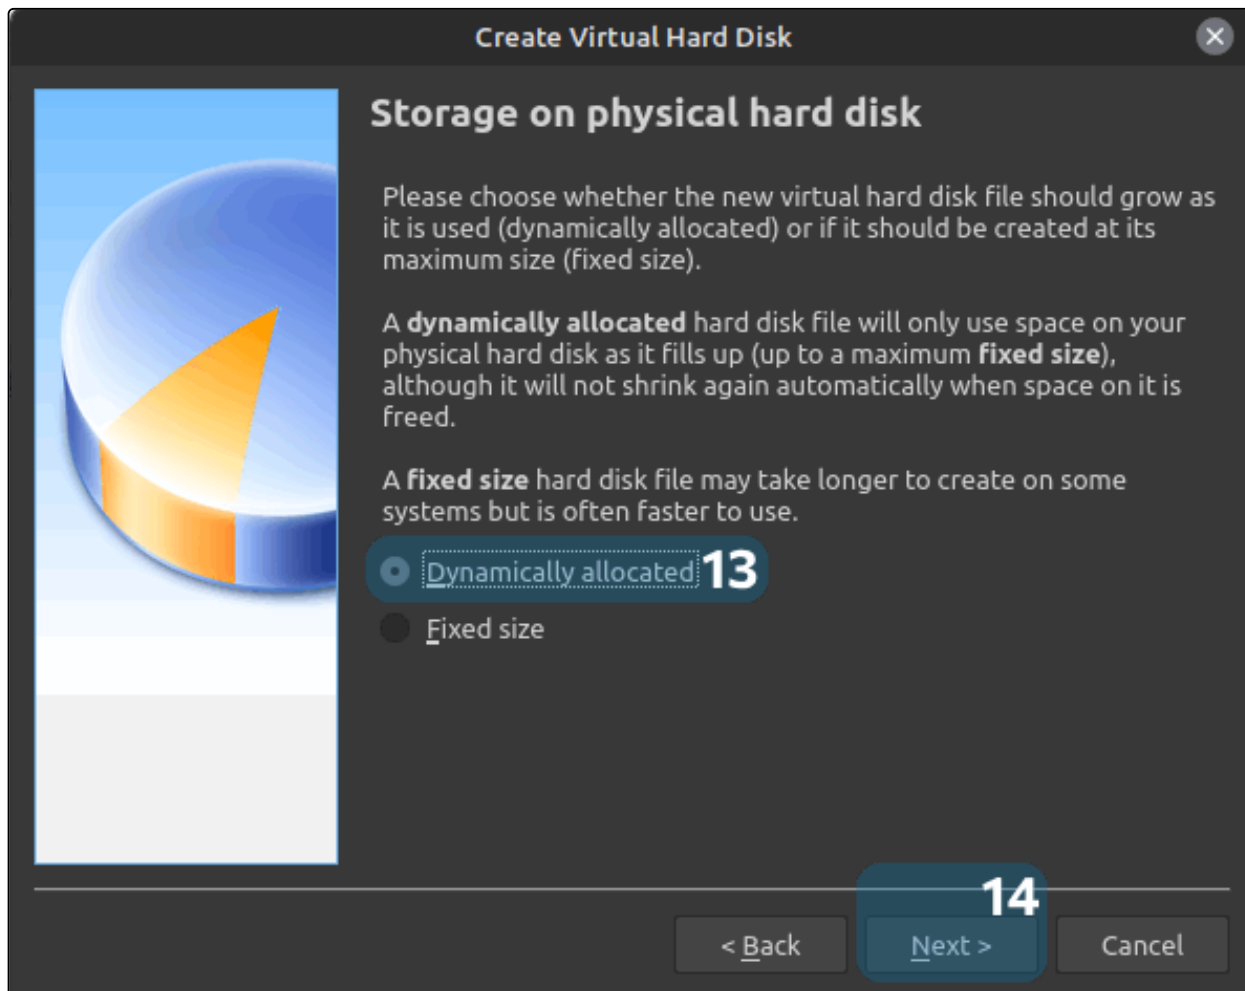 Create Virtual Hard Disk
Storage on physical hard disk
Please choose whether the new virtual hard disk file should grow as
it is used (dynamically allocated) or if it should be created at its
maximum size (fixed size).
A dynamically allocated hard disk file will only use space on your
physical hard disk as it fills up (up to a maximum fixed size),
although it will not shrink again automatically when space on it is
freed.
A fixed size hard disk file may take longer to create on some
systems but is often faster to use.
Dynamically allocated 13
Fixed size
14
< Back Next > Cancel